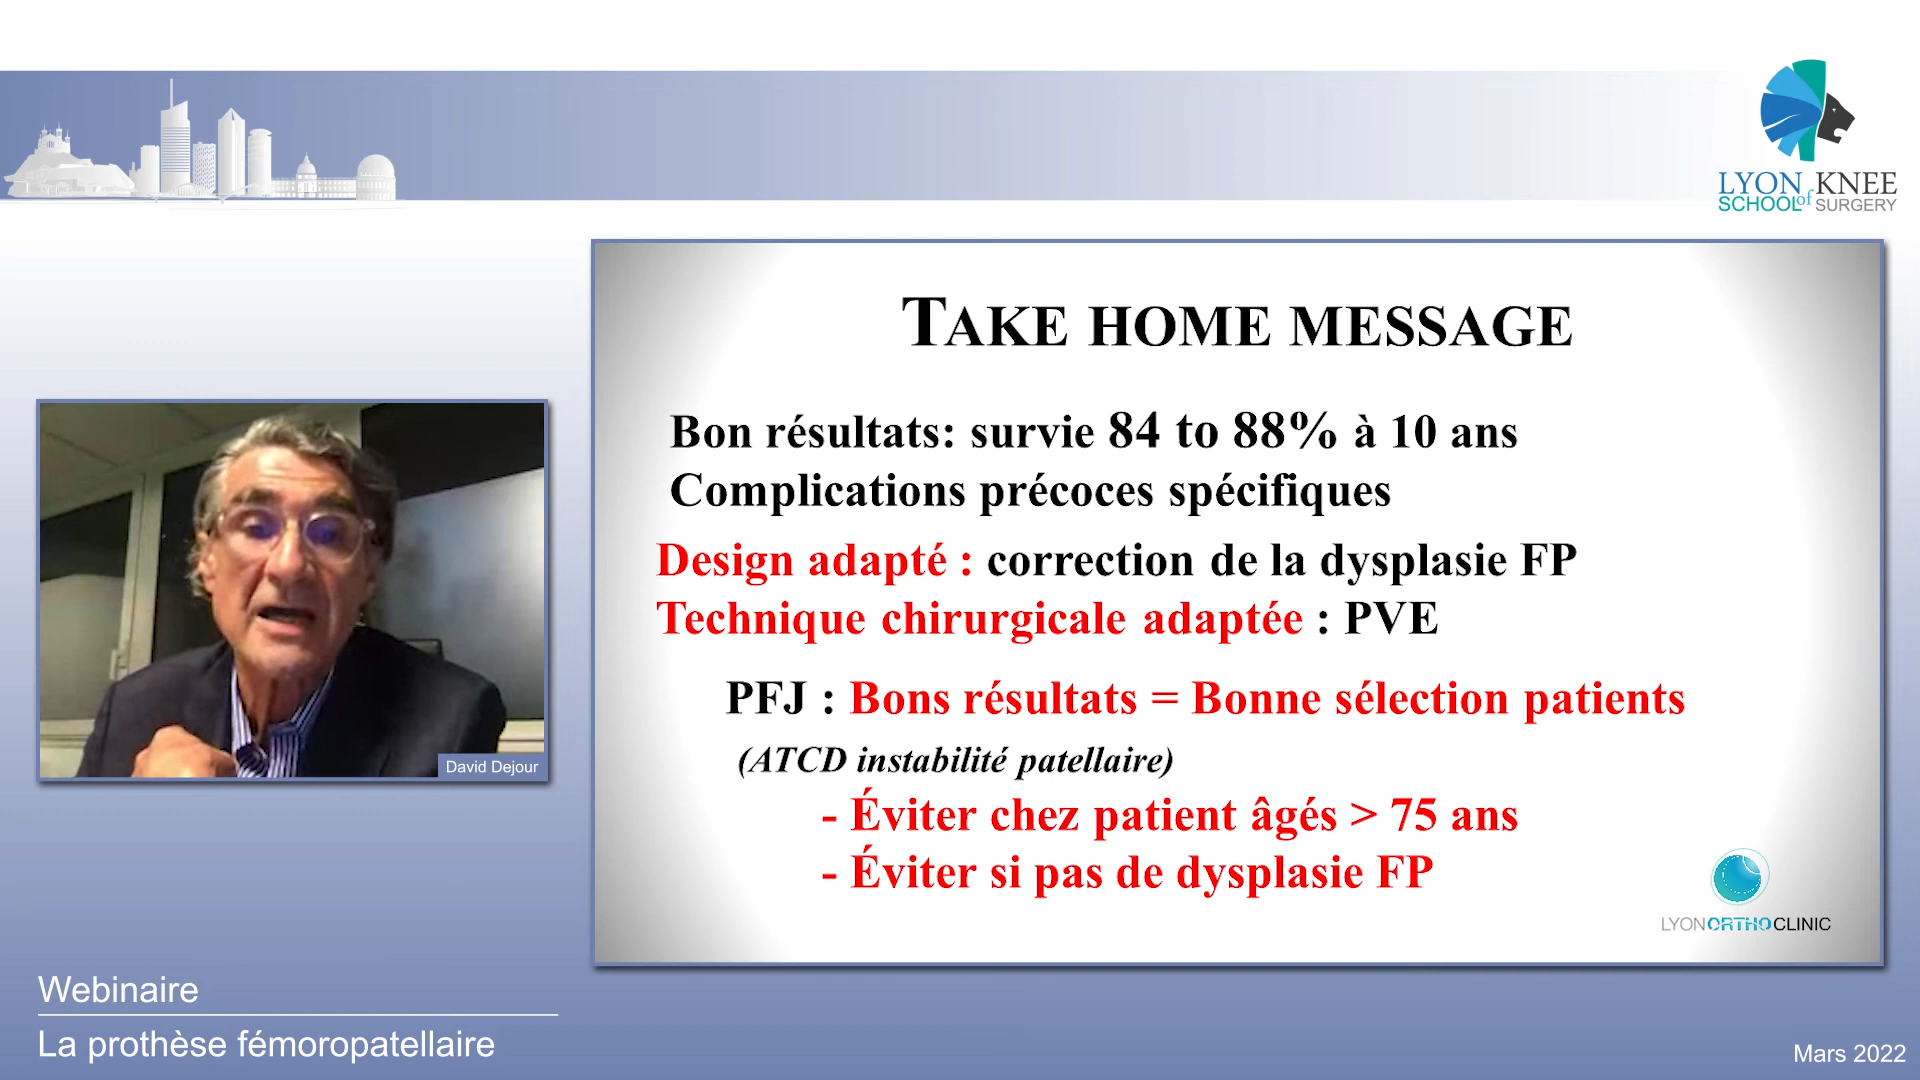 LYON KNEE
SCHOOL of SURGERY
TAKE HOME MESSAGE
Bon résultats: survie 84 to 88% à 10 ans
Complications précoces spécifiques
Design adapté : correction de la dysplasie FP
Technique chirurgicale adaptée : PVE
PFJ : Bons résultats = Bonne sélection patients
(ATCD instabilité patellaire)
- Éviter chez patient âgés > 75 ans
- Éviter si pas de dysplasie FP
LYONORTHOCLINIC
David Dejour
Webinaire
La prothèse fémoropatellaire
Mars 2022